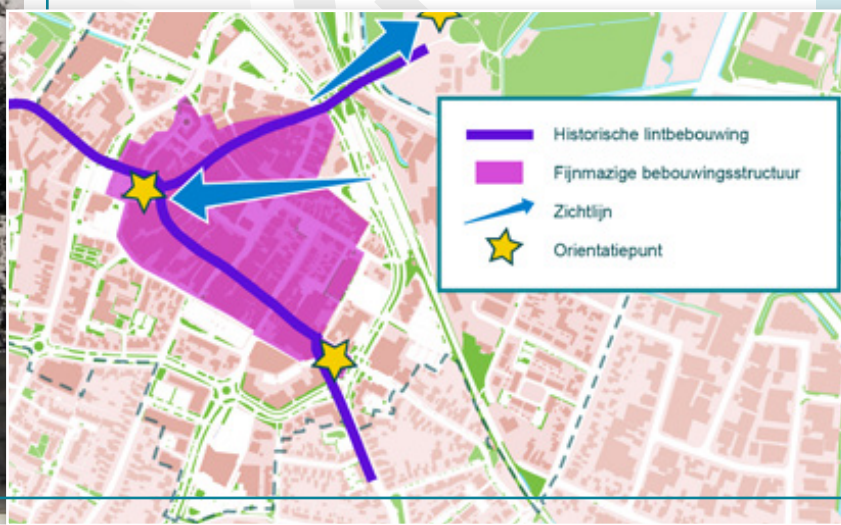 Historische lintbebouwing
Fijnmazige bebouwingsstructuur
Zichtlijn
Orientatiepunt